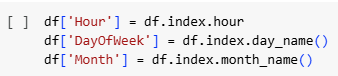 [ ] df['Hour'] = df.index.hour
df['DayOfWeek'] = df.index.day_name()
df['Month'] = df.index.month_name()